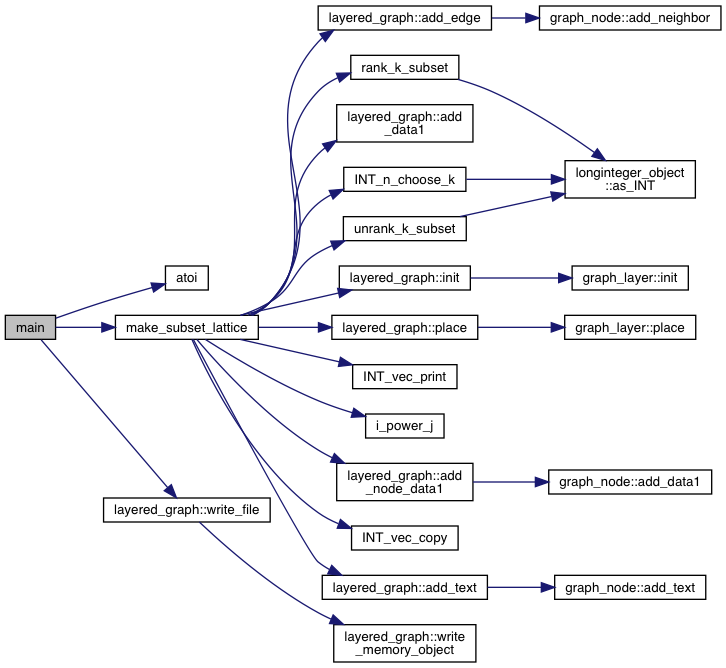 layered_graph::add_edge
graph_node::add_neighbor
rank_k_subset
layered_graph::add
_data1
INT_n_choose_k
longinteger_object
::as_INT
unrank_k_subset
atoi
layered_graph::init
graph_layer::init
main
make_subset_lattice
layered_graph::place
graph_layer::place
INT_vec_print
i_power_j
layered_graph::add
_node_data1
graph_node::add_data1
layered_graph::write_file
INT_vec_copy
layered_graph::add_text
graph_node::add_text
layered_graph::write
_memory_object